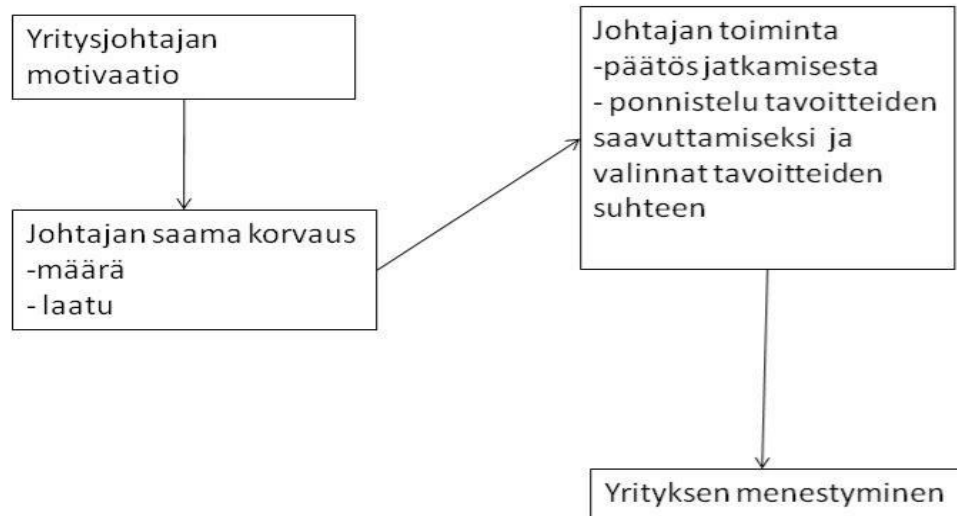 Yritysjohtajan
motivaatio
Johtajan saama korvaus
-määrä
- laatu
Johtajan toiminta
-päätös jatkamisesta
- ponnistelu tavoitteiden
saavuttamiseksi ja
valinnat tavoitteiden
suhteen
Yrityksen menestyminen